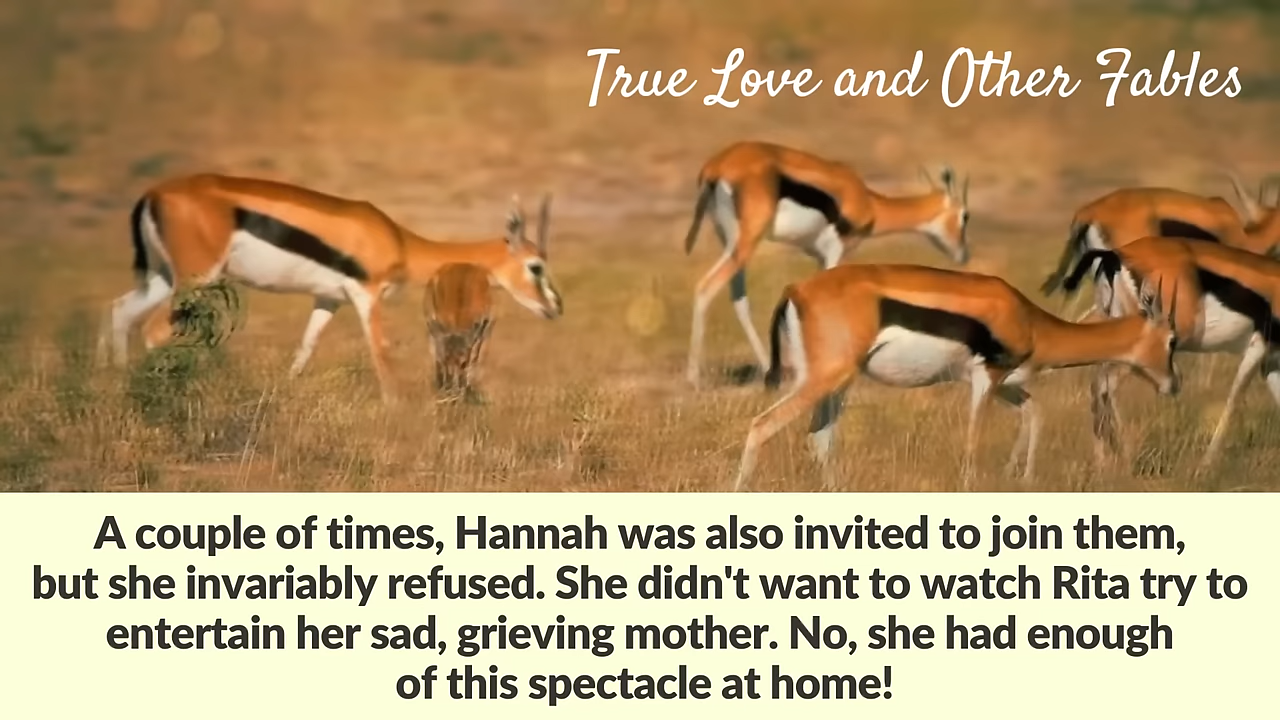 True Love and Other Fables
A couple of times, Hannah was also invited to join them,
but she invariably refused. She didn't want to watch Rita try to
entertain her sad, grieving mother. No, she had enough
of this spectacle at home!